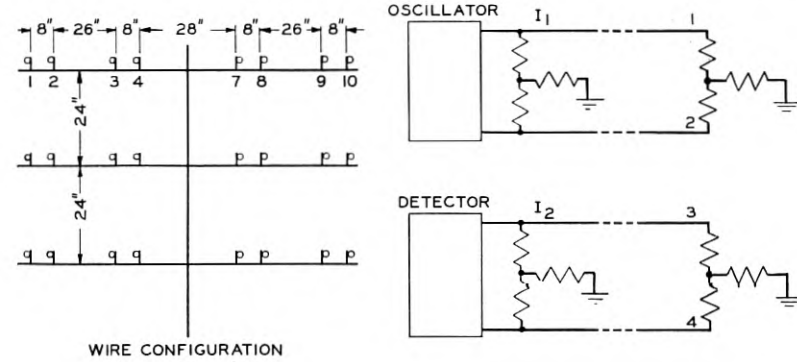 8" 26" 8" 28" 8" 26" 8"
1 2 3 4 7 8 9 10
24"
24"
WIRE CONFIGURATION
OSCILLATOR
I1
1
2
DETECTOR
I2
3
4